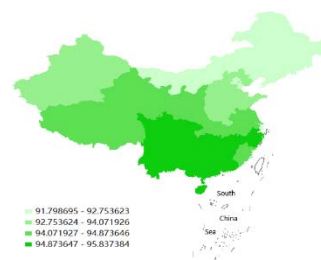 South
China
Sea
91.798695 - 92.753623
92.753624 - 94.071926
94.071927 - 94.873646
94.873647 - 95.837384